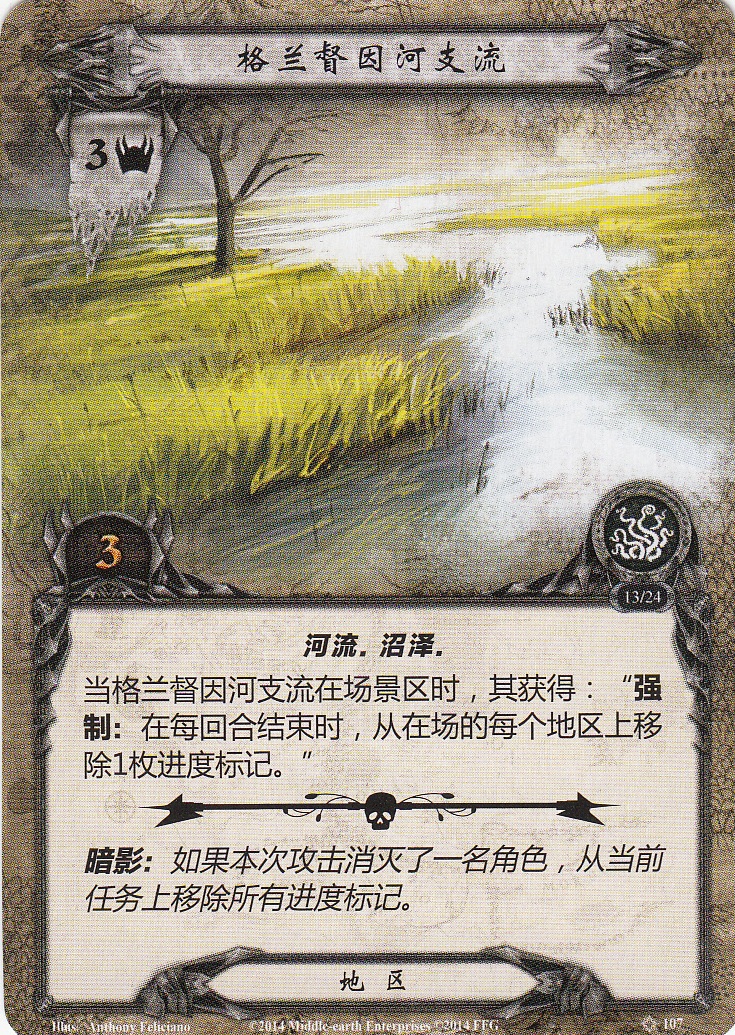 格兰督因河支流
3
3
13/24
河流. 沼泽.
当格兰督因河支流在场景区时，其获得：“强
制：在每回合结束时，从在场的每个地区上移
除1枚进度标记。”
暗影：如果本次攻击消灭了一名角色，从当前
任务上移除所有进度标记。
地区
Illus. Anthony Feliciano
©2014 Middle-earth Enterprises ©2014 FFG
107